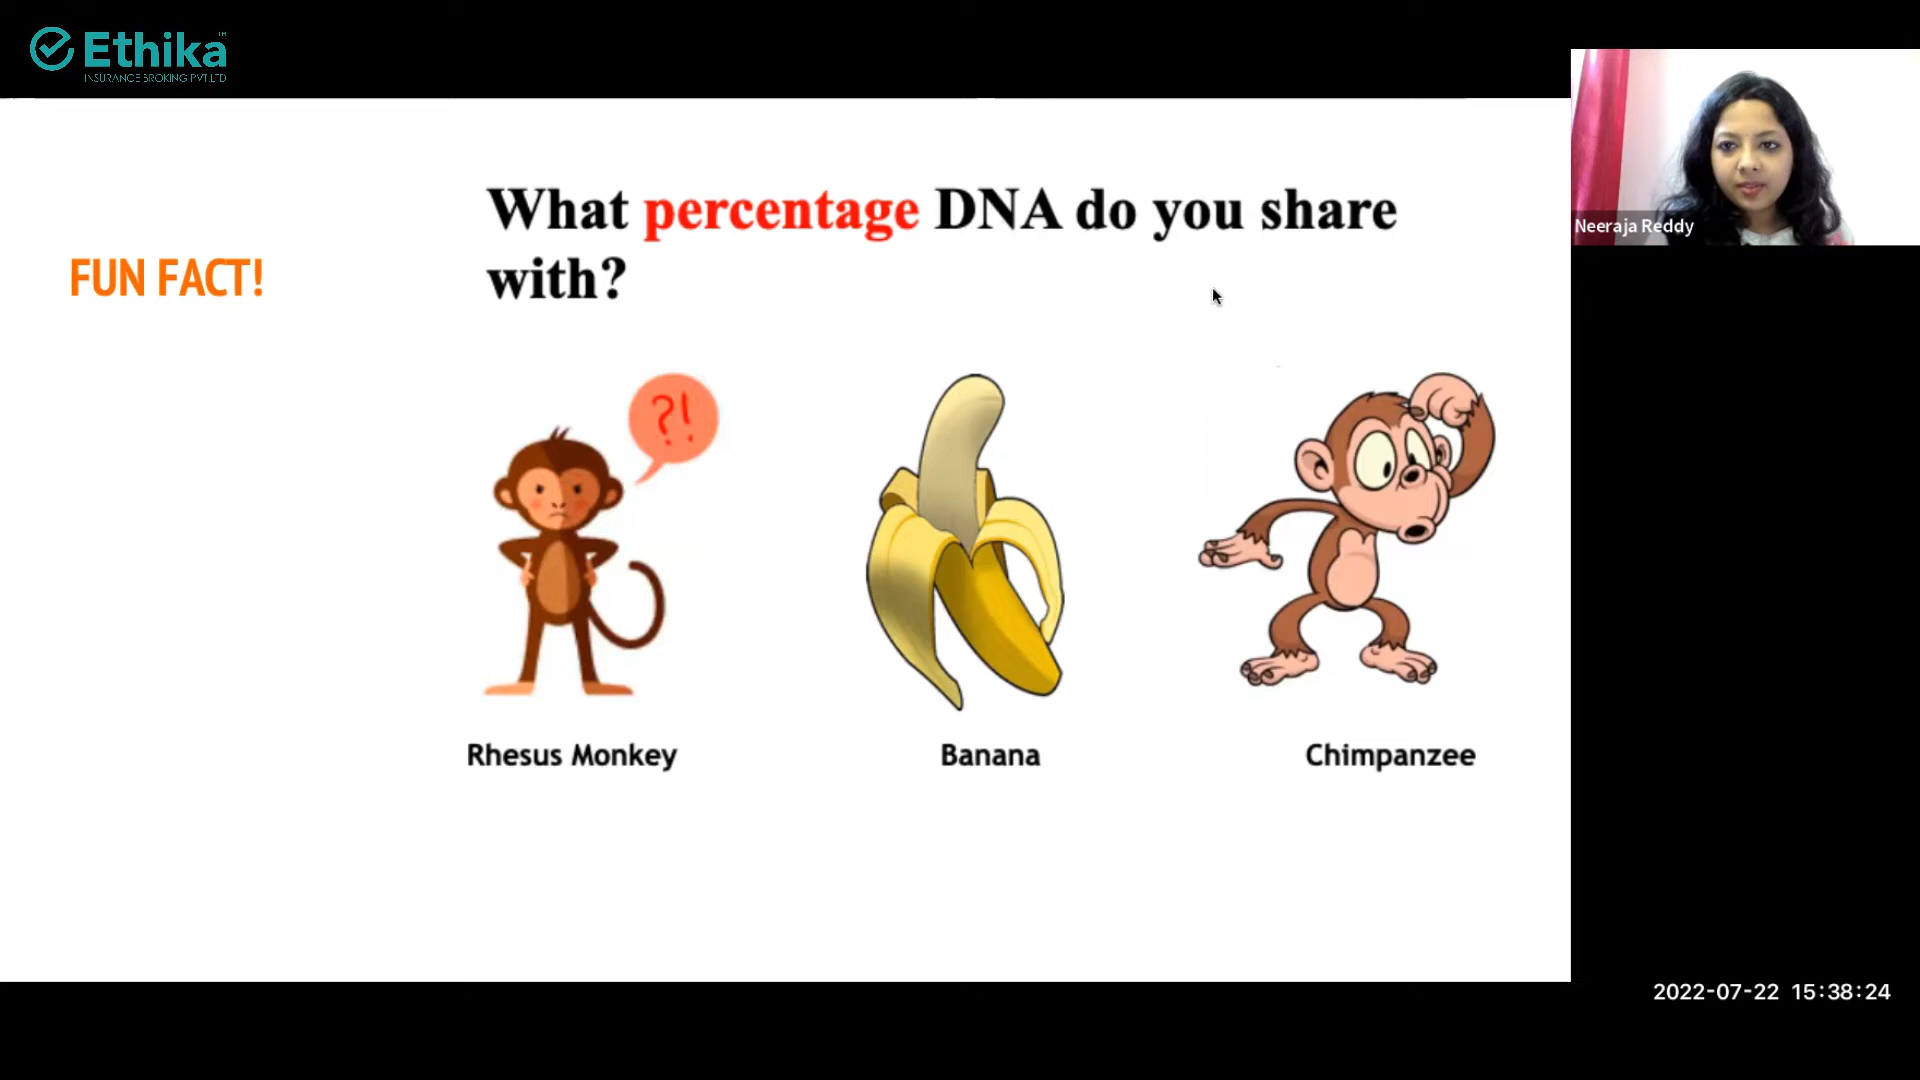 Ethika
TM
INSURANCE BROKING PVT.LTD
What percentage DNA do you share
with?
FUN FACT!
Neeraja Reddy
?!
Rhesus Monkey
Banana
Chimpanzee
2022-07-22 15:38:24